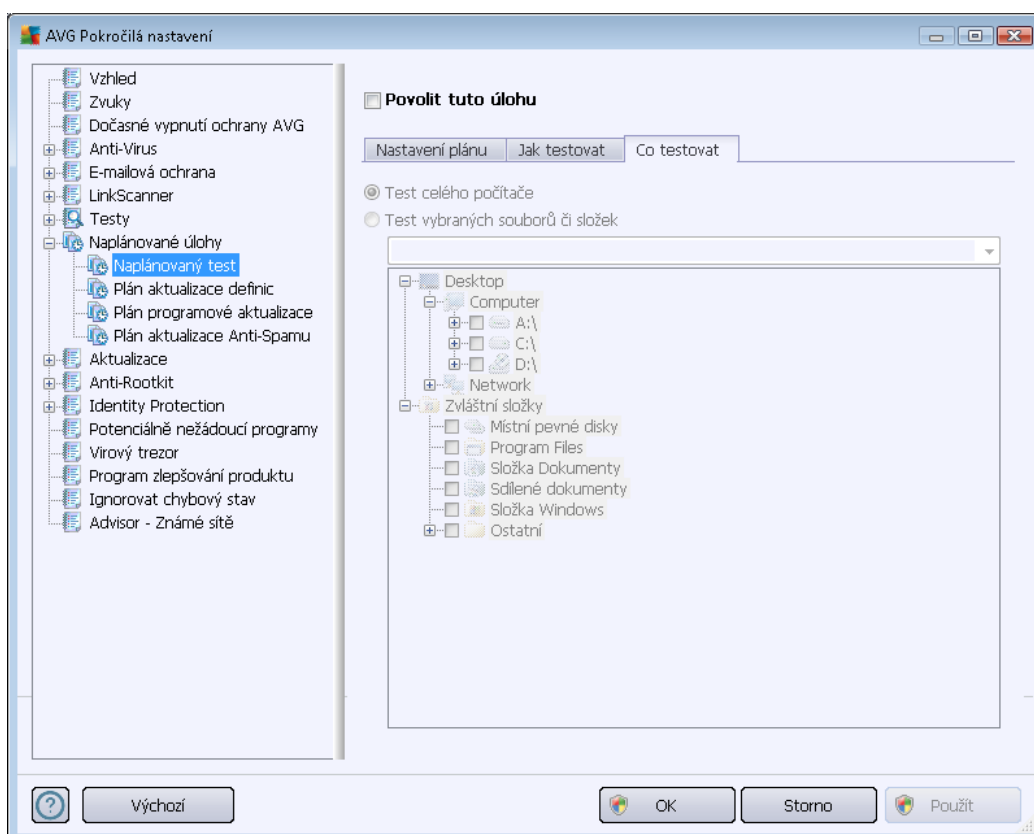 AVG Pokročilá nastavení
Vzhled
Zvuky
Dočasné vypnutí ochrany AVG
Anti-Virus
E-mailová ochrana
LinkScanner
Testy
Naplánované úlohy
Naplánovaný test
Plán aktualizace definic
Plán programové aktualizace
Plán aktualizace Anti-Spamu
Aktualizace
Anti-Rootkit
Identity Protection
Potenciálně nežádoucí programy
Virový trezor
Program zlepšování produktu
Ignorovat chybový stav
Advisor - Známé sítě
Povolit tuto úlohu
Nastavení plánu
Jak testovat
Co testovat
Test celého počítače
Test vybraných souborů či složek
Desktop
Computer
A:\
C:\
D:\
Network
Zvláštní složky
Místní pevné disky
Program Files
Složka Dokumenty
Sdílené dokumenty
Složka Windows
Ostatní
Výchozí
OK
Storno
Použít